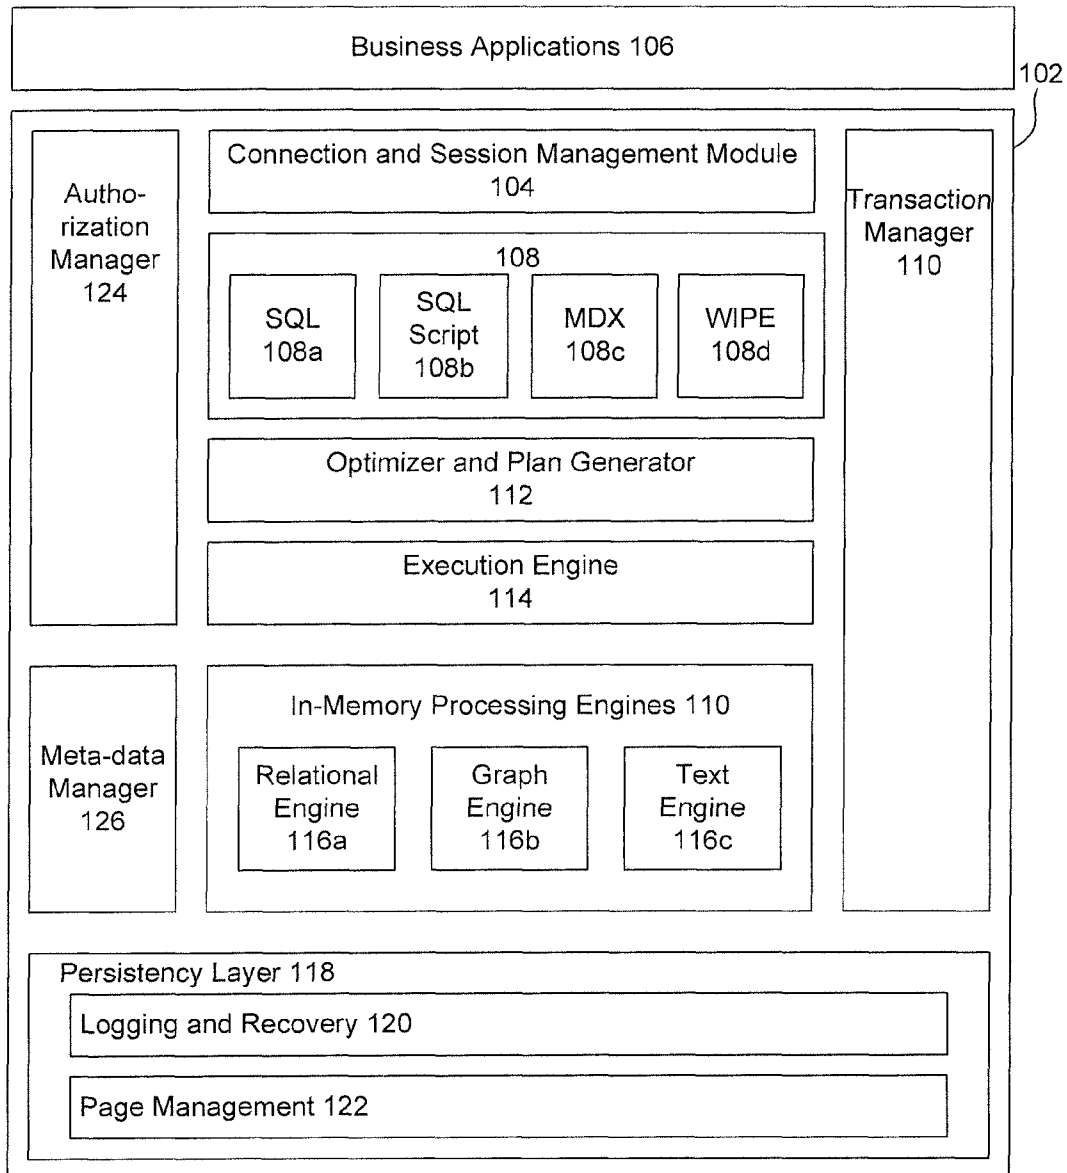 Business Applications 106
102
Autho-
rization
Manager
124
Connection and Session Management Module
104
Transaction
Manager
110
108
SQL
108a
SQL
Script
108b
MDX
108c
WIPE
108d
Optimizer and Plan Generator
112
Execution Engine
114
Meta-data
Manager
126
In-Memory Processing Engines 110
Relational
Engine
116a
Graph
Engine
116b
Text
Engine
116c
Persistency Layer 118
Logging and Recovery 120
Page Management 122